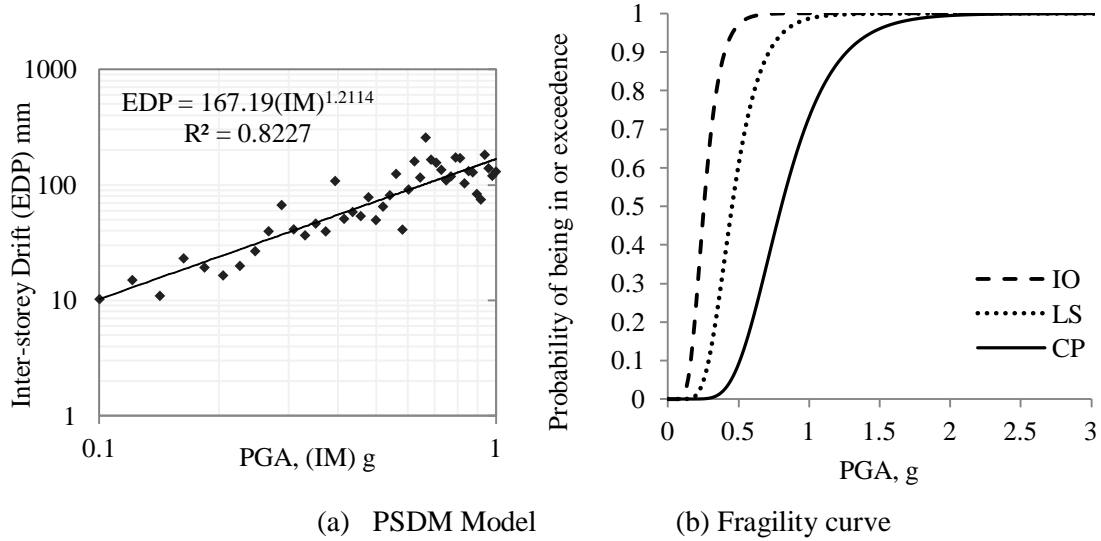 1000
100
10
1
Inter-storey Drift (EDP) mm
EDP = 167.19(IM)^1.2114
R² = 0.8227
0.1
1
PGA, (IM) g
1
0.9
0.8
0.7
0.6
0.5
0.4
0.3
0.2
0.1
0
Probability of being in or exceedence
IO
LS
CP
0
0.5
1
1.5
2
2.5
3
PGA, g
(a) PSDM Model
(b) Fragility curve